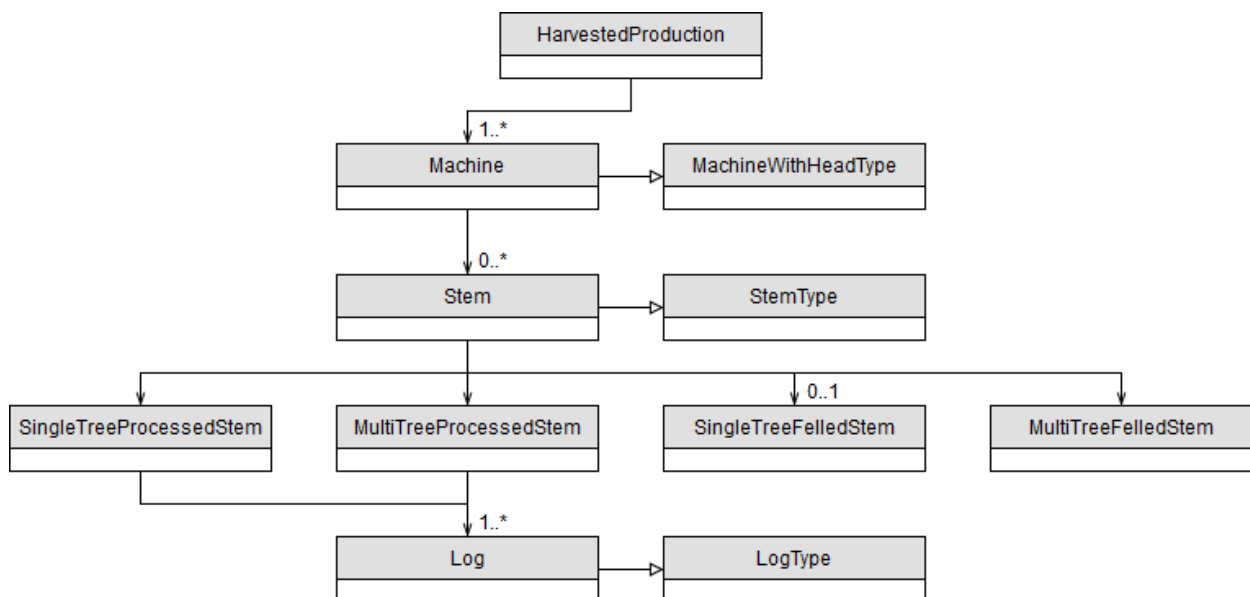 HarvestedProduction
1..*
Machine
MachineWithHeadType
0..*
Stem
StemType
0..1
SingleTreeProcessedStem
MultiTreeProcessedStem
SingleTreeFelledStem
MultiTreeFelledStem
1..*
Log
LogType